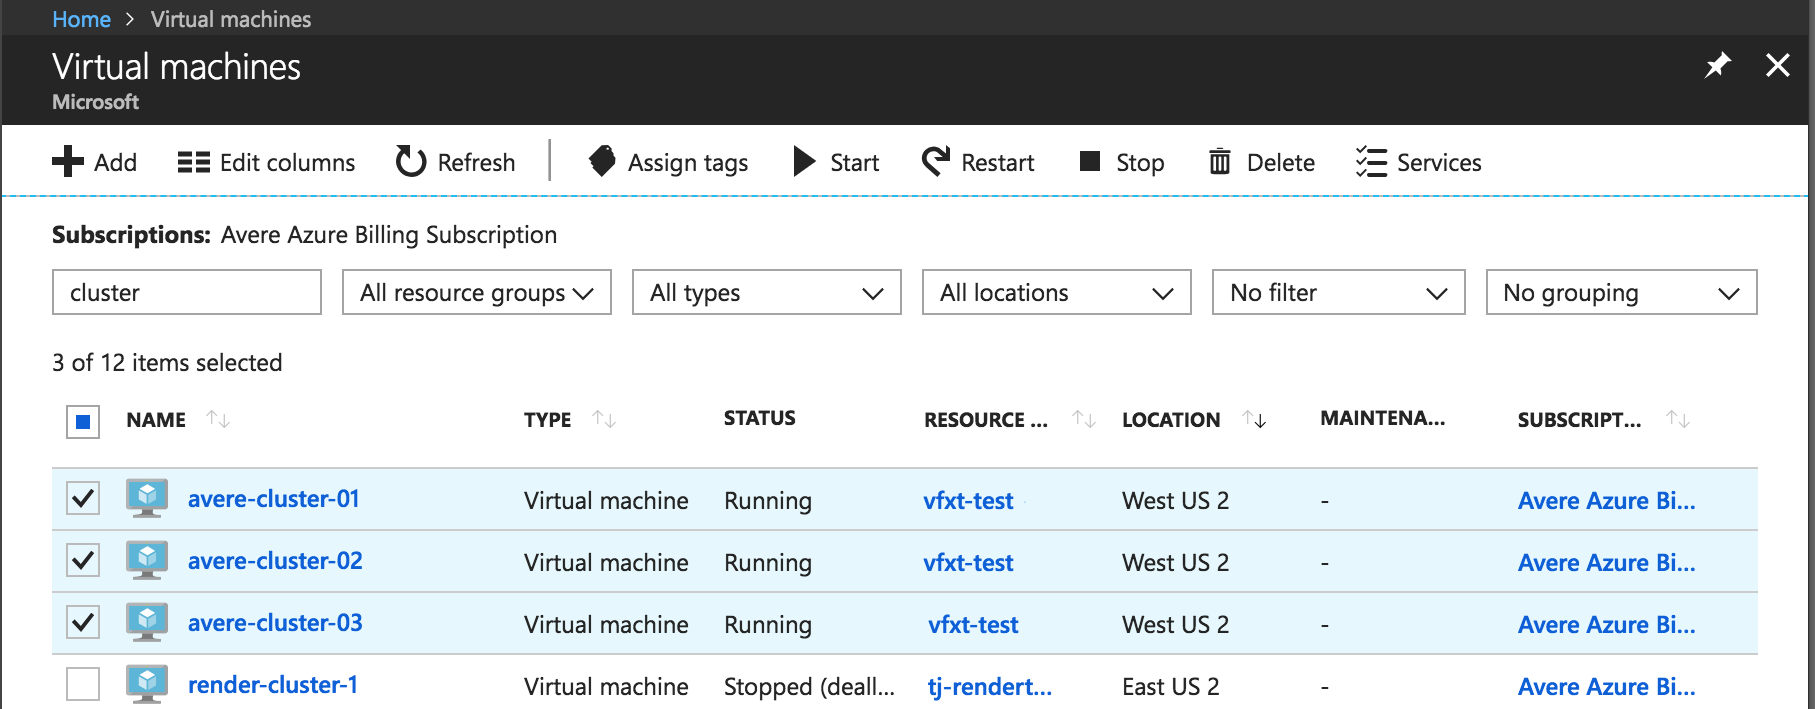 Home > Virtual machines
Virtual machines
Microsoft
Add Edit columns Refresh Assign tags Start Restart Stop Delete Services
Subscriptions: Avere Azure Billing Subscription
cluster All resource groups All types All locations No filter No grouping
3 of 12 items selected
NAME TYPE STATUS RESOURCE ... LOCATION MAINTENA... SUBSCRIPT...
avere-cluster-01 Virtual machine Running vfxt-test West US 2 - Avere Azure Bi...
avere-cluster-02 Virtual machine Running vfxt-test West US 2 - Avere Azure Bi...
avere-cluster-03 Virtual machine Running vfxt-test West US 2 - Avere Azure Bi...
render-cluster-1 Virtual machine Stopped (deall... tj-rendert... East US 2 - Avere Azure Bi...